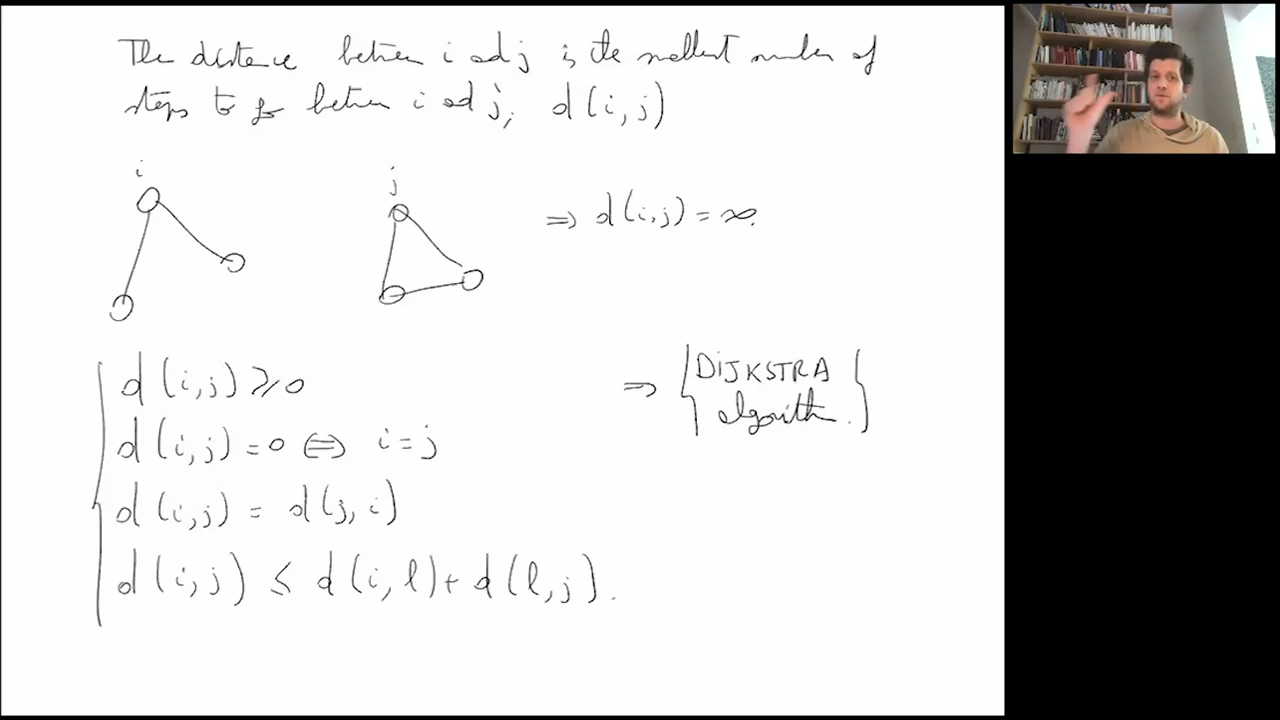 The distance between i and j is the smallest number of
steps to go between i and j, d(i,j)
i
j
⇒ d(i,j) = ∞.
d(i,j) ⩾ 0
d(i,j) = 0 ⇔ i = j
d(i,j) = d(j,i)
d(i,j) ≤ d(i,l) + d(l,j).
⇒ { DIJKSTRA
algorithm. }